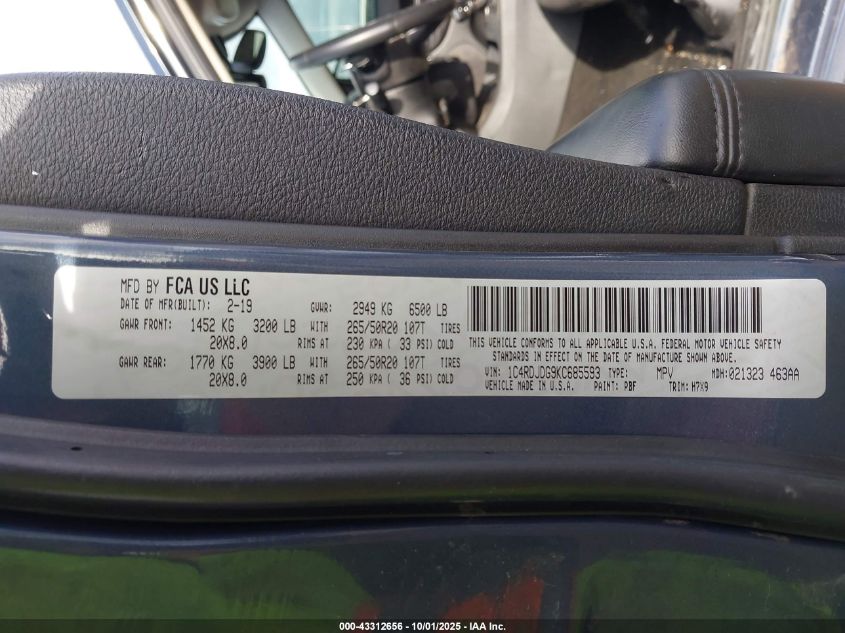 MFD BY FCA US LLC
DATE OF MFR(BUILT): 2-19 GVWR: 2949 KG 6500 LB
GAWR FRONT: 1452 KG 3200 LB WITH 265/50R20 107T TIRES
20X8.0 RIMS AT 230 KPA ( 33 PSI) COLD
GAWR REAR: 1770 KG 3900 LB WITH 265/50R20 107T TIRES
20X8.0 RIMS AT 250 KPA ( 36 PSI) COLD
THIS VEHICLE CONFORMS TO ALL APPLICABLE U.S.A. FEDERAL MOTOR VEHICLE SAFETY
STANDARDS IN EFFECT ON THE DATE OF MANUFACTURE SHOWN ABOVE.
VIN: 1C4RDJDG9KC685593 TYPE: MPV MDH:021323 463AA
VEHICLE MADE IN U.S.A. PAINT: PBF TRIM: H7X9
000-43312656 - 10/01/2025 - IAA Inc.